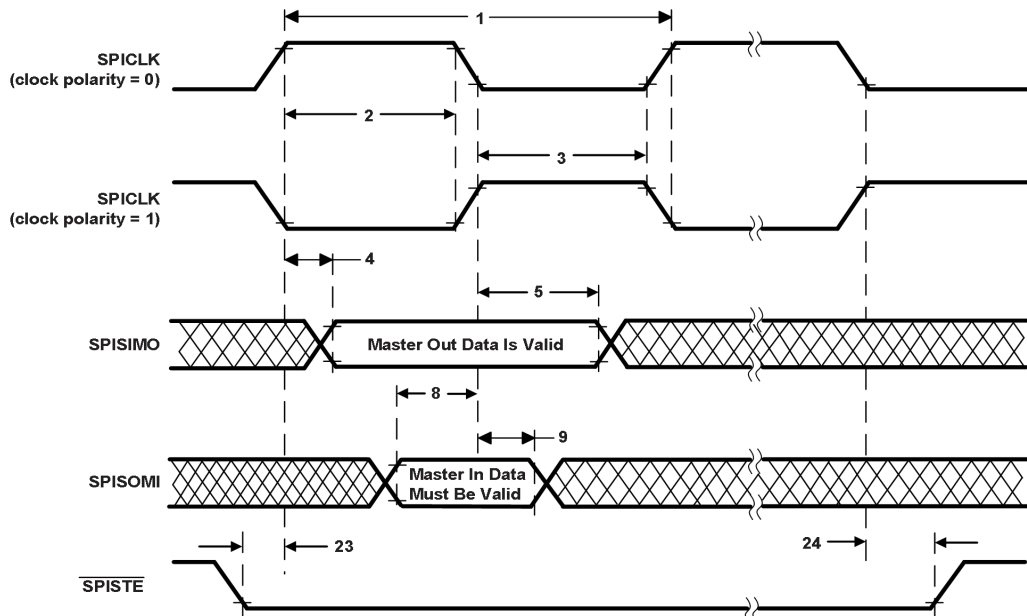 1
SPICLK
(clock polarity = 0)
2
3
SPICLK
(clock polarity = 1)
4
5
SPISIMO
Master Out Data Is Valid
8
9
SPISOMI
Master In Data
Must Be Valid
23
24
SPISTE